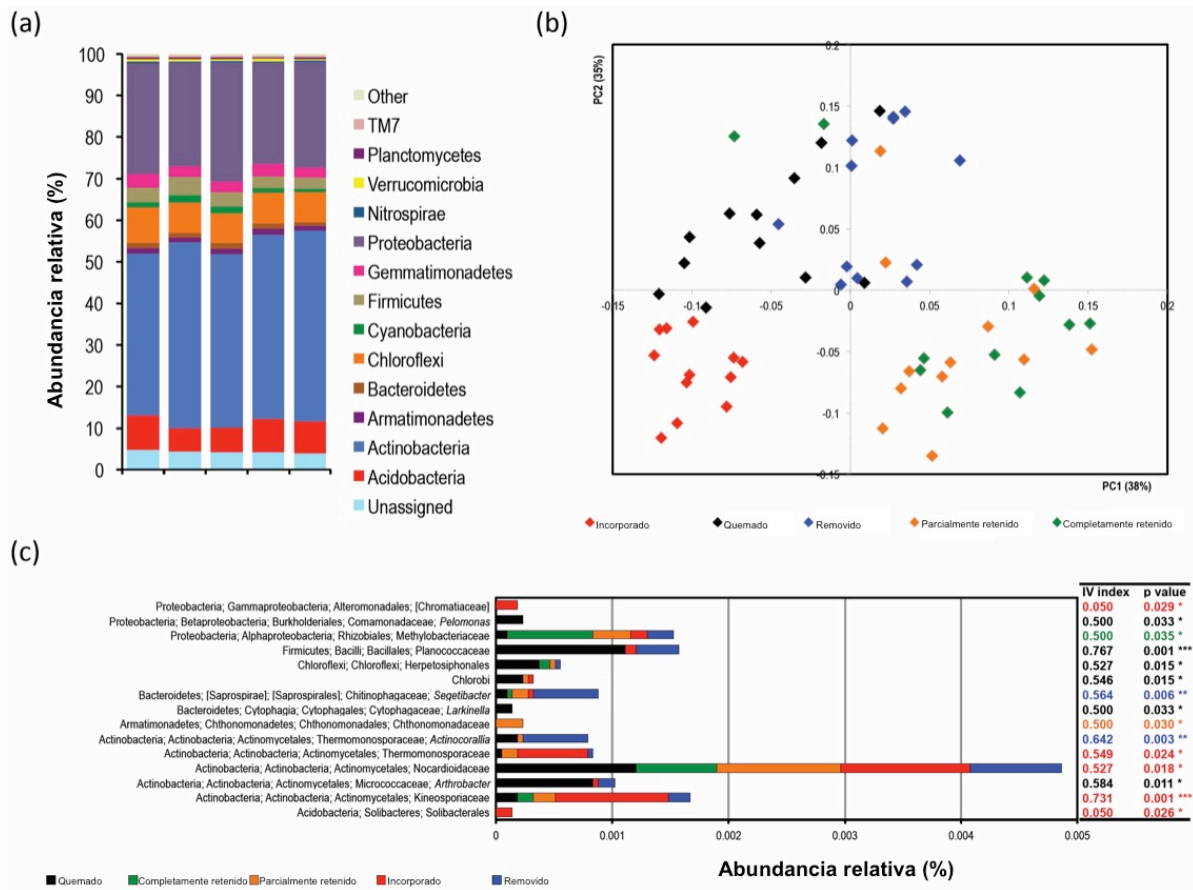 (a)
Abundancia relativa (%)
100
90
80
70
60
50
40
30
20
10
0
Other
TM7
Planctomycetes
Verrucomicrobia
Nitrospirae
Proteobacteria
Gemmatimonadetes
Firmicutes
Cyanobacteria
Chloroflexi
Bacteroidetes
Armatimonadetes
Actinobacteria
Acidobacteria
Unassigned
(b)
PC2 (35%)
0.2
0.15
0.1
0.05
0
-0.15 -0.1 -0.05 0 0.05 0.1 0.15 0.2
-0.05
-0.1
-0.15
PC1 (38%)
Incorporado Quemado Removido Parcialmente retenido Completamente retenido
(c)
IV index p value
Proteobacteria; Gammaproteobacteria; Alteromonadales; [Chromatiaceae] 0.050 0.029 *
Proteobacteria; Betaproteobacteria; Burkholderiales; Comamonadaceae; Pelomonas 0.500 0.033 *
Proteobacteria; Alphaproteobacteria; Rhizobiales; Methylobacteriaceae 0.500 0.035 *
Firmicutes; Bacilli; Bacillales; Planococcaceae 0.767 0.001 ***
Chloroflexi; Chloroflexi; Herpetosiphonales 0.527 0.015 *
Chlorobi 0.546 0.015 *
Bacteroidetes; [Saprospirae]; [Saprospirales]; Chitinophagaceae; Segetibacter 0.564 0.006 **
Bacteroidetes; Cytophagia; Cytophagales; Cytophagaceae; Larkinella 0.500 0.033 *
Armatimonadetes; Chthonomonadetes; Chthonomonadales; Chthonomonadaceae 0.500 0.030 *
Actinobacteria; Actinobacteria; Actinomycetales; Thermomonosporaceae; Actinocorallia 0.642 0.003 **
Actinobacteria; Actinobacteria; Actinomycetales; Thermomonosporaceae 0.549 0.024 *
Actinobacteria; Actinobacteria; Actinomycetales; Nocardioidaceae 0.527 0.018 *
Actinobacteria; Actinobacteria; Actinomycetales; Micrococcaceae; Arthrobacter 0.584 0.011 *
Actinobacteria; Actinobacteria; Actinomycetales; Kineosporiaceae 0.731 0.001 ***
Acidobacteria; Solibacteres; Solibacterales 0.050 0.026 *
0 0.001 0.002 0.003 0.004 0.005
Abundancia relativa (%)
Quemado Completamente retenido Parcialmente retenido Incorporado Removido